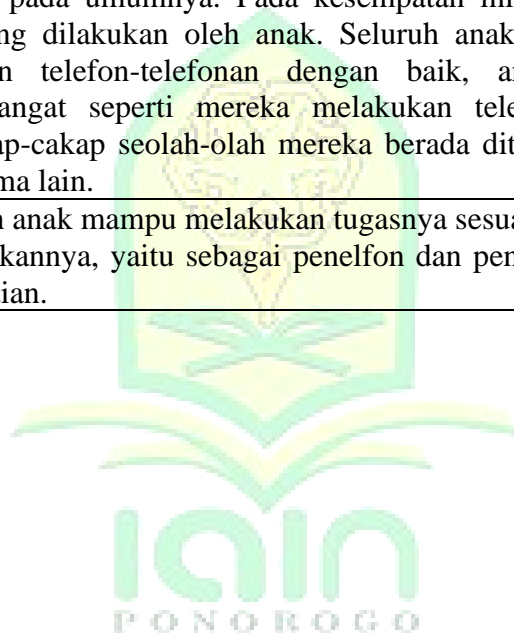 pada umumnya. Pada kesempatan ini
ng dilakukan oleh anak. Seluruh anak
n telefon-telefonan dengan baik, an
angat seperti mereka melakukan tele
ap-cakap seolah-olah mereka berada dit
ma lain.
n anak mampu melakukan tugasnya sesua
kannya, yaitu sebagai penelfon dan pen
ian.
iain
PONOROGO